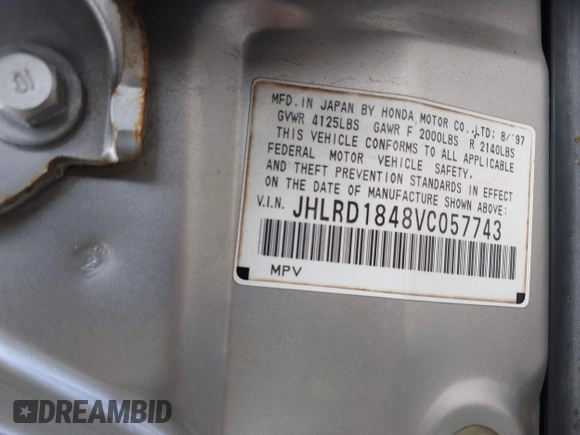 MFD. IN JAPAN BY HONDA MOTOR CO., LTD; 8/'97
GVWR 4125LBS GAWR F 2000LBS R 2140LBS
THIS VEHICLE CONFORMS TO ALL APPLICABLE
FEDERAL MOTOR VEHICLE SAFETY,
AND THEFT PREVENTION STANDARDS IN EFFECT
ON THE DATE OF MANUFACTURE SHOWN ABOVE:
V.I.N. JHLRD1848VC057743
MPV
DREAMBID